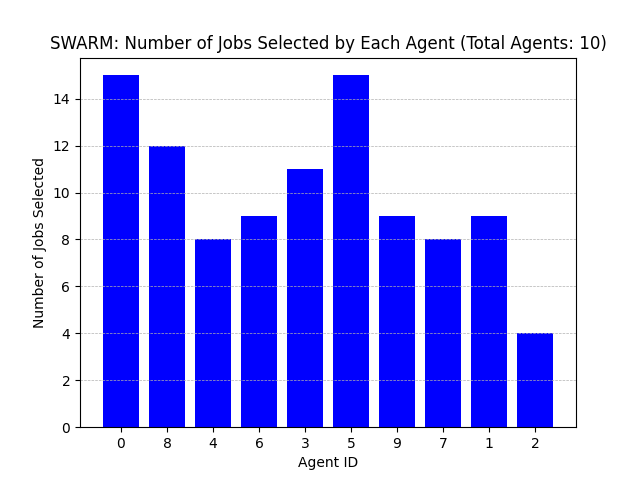 SWARM: Number of Jobs Selected by Each Agent (Total Agents: 10)
Number of Jobs Selected
14
12
10
8
6
4
2
0
0 8 4 6 3 5 9 7 1 2
Agent ID